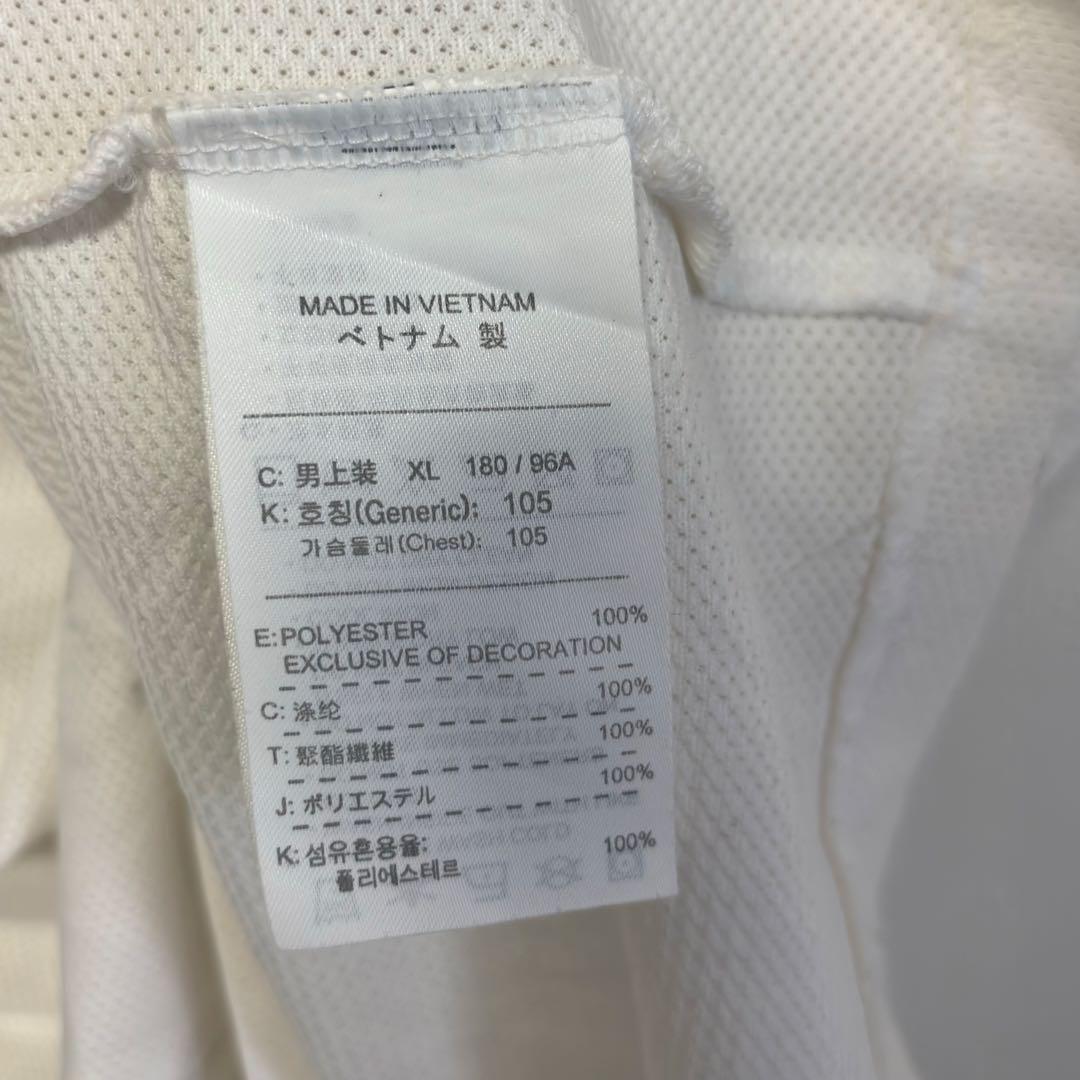 MADE IN VIETNAM
ベトナム 製
C: 男上装 XL 180 / 96A
K: 호칭(Generic): 105
가슴둘레(Chest): 105
E:POLYESTER 100%
EXCLUSIVE OF DECORATION
C: 涤纶 100%
T: 聚酯纖維 100%
J: ポリエステル 100%
K: 섬유혼용율: 100%
폴리에스테르